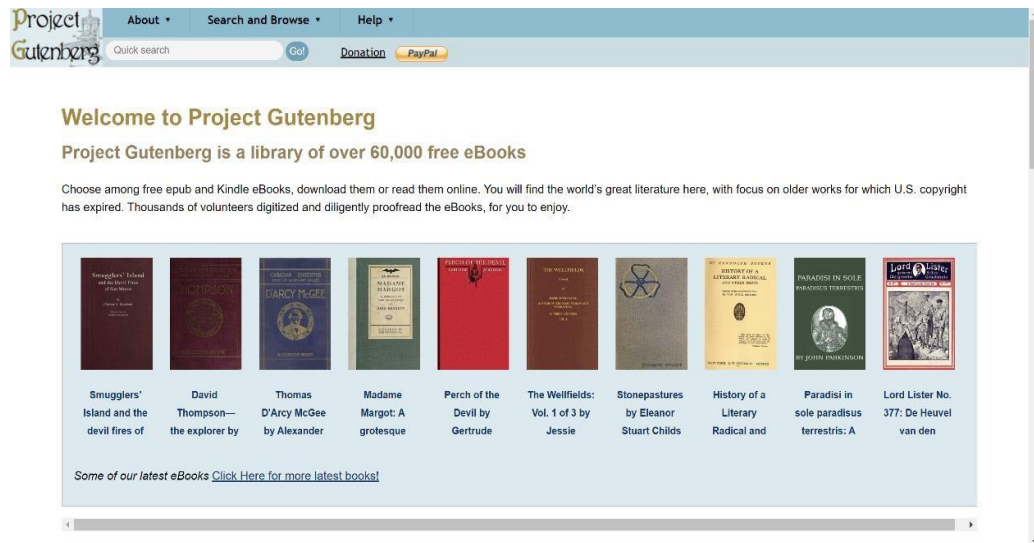 Project
Gutenberg
About ▾
Search and Browse ▾
Help ▾
Quick search
Go!
Donation
PayPal
Welcome to Project Gutenberg
Project Gutenberg is a library of over 60,000 free eBooks
Choose among free epub and Kindle eBooks, download them or read them online. You will find the world's great literature here, with focus on older works for which U.S. copyright
has expired. Thousands of volunteers digitized and diligently proofread the eBooks, for you to enjoy.
Smugglers' Island
and the Devil Fires
of San Moros
THOMPSON
CANADIAN
D'ARCY McGEE
MADAME
MARGOT
PERCH OF THE DEVIL
THE WELLFIELDS
HISTORY OF A
LITERARY RADICAL
PARADISI IN SOLE
PARADISUS TERRESTRIS
BY JOHN PARKINSON
Lord Lister
Smugglers'
Island and the
devil fires of
David
Thompson—
the explorer by
Thomas
D'Arcy McGee
by Alexander
Madame
Margot: A
grotesque
Perch of the
Devil by
Gertrude
The Wellfields:
Vol. 1 of 3 by
Jessie
Stonepastures
by Eleanor
Stuart Childs
History of a
Literary
Radical and
Paradisi in
sole paradisus
terrestris: A
Lord Lister No.
377: De Heuvel
van den
Some of our latest eBooks Click Here for more latest books!